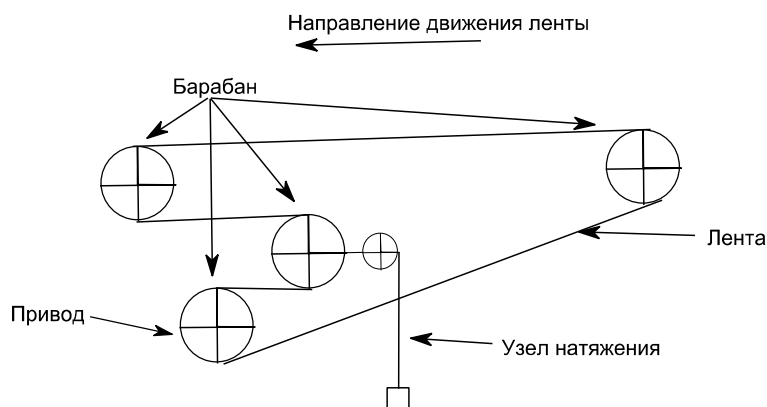 Направление движения ленты
Барабан
Лента
Привод
Узел натяжения